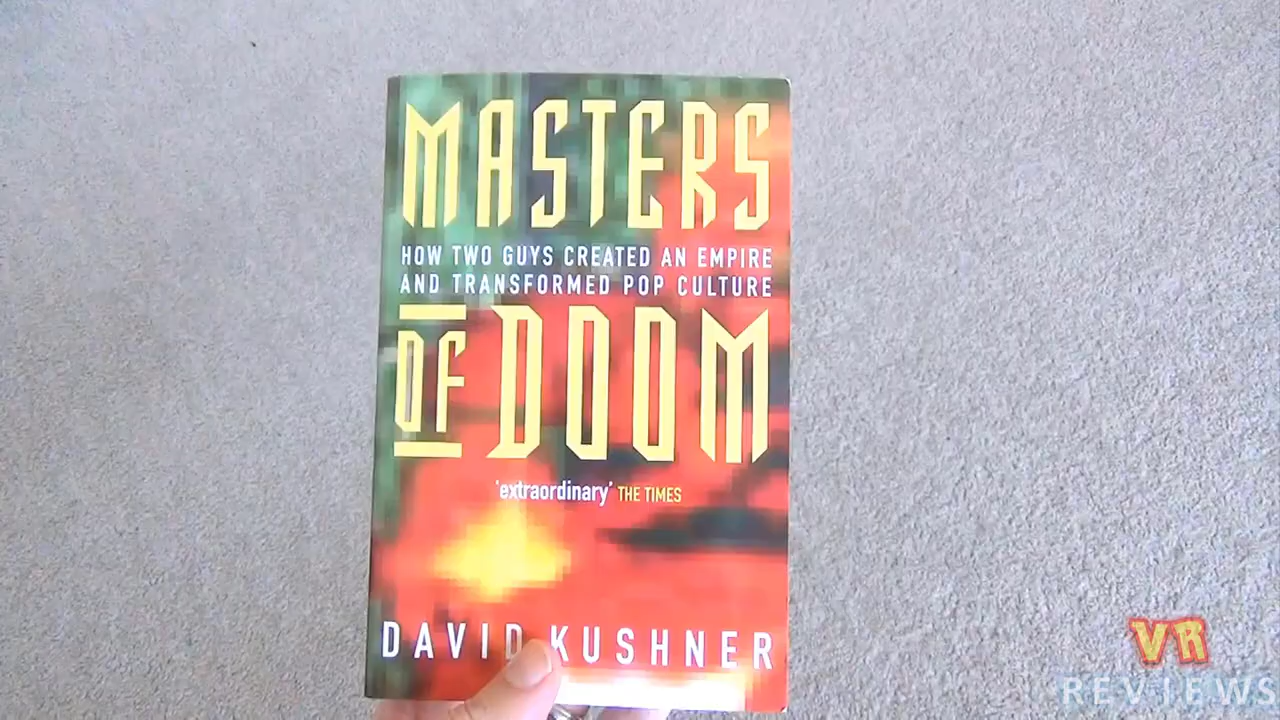 MASTERS
HOW TWO GUYS CREATED AN EMPIRE
AND TRANSFORMED POP CULTURE
OF DOOM
'extraordinary' THE TIMES
DAVID KUSHNER
VR
REVIEWS